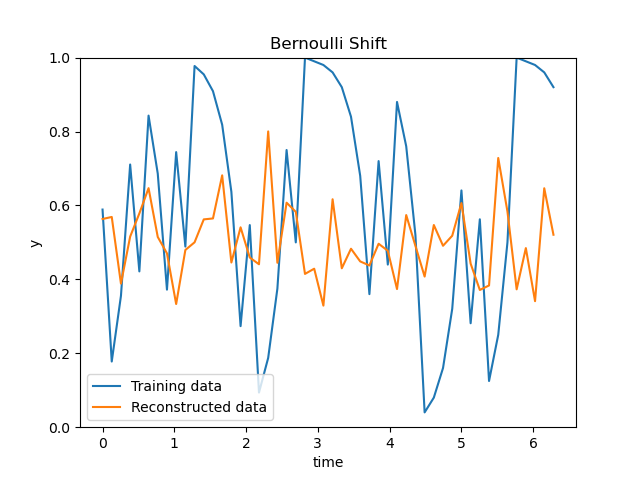 Bernoulli Shift
1.0
0.8
0.6
0.4
0.2
0.0
y
Training data
Reconstructed data
0 1 2 3 4 5 6
time